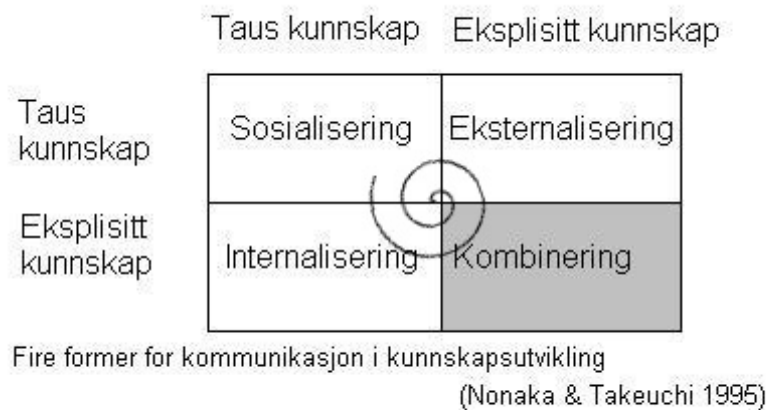 Taus kunnskap Eksplisitt kunnskap
Taus
kunnskap
Sosialisering Eksternalisering
Eksplisitt
kunnskap
Internalisering Kombinering
Fire former for kommunikasjon i kunnskapsutvikling
(Nonaka & Takeuchi 1995)